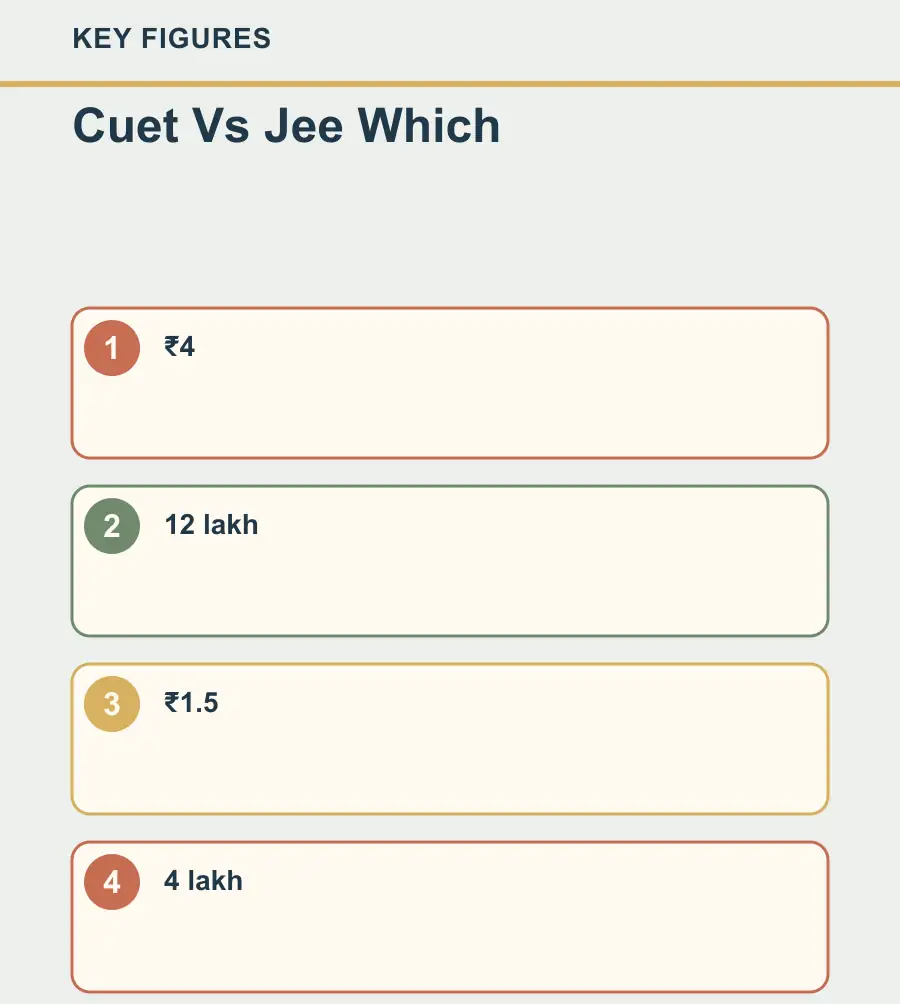 KEY FIGURES
Cuet Vs Jee Which
1 ₹4
2 12 lakh
3 ₹1.5
4 4 lakh